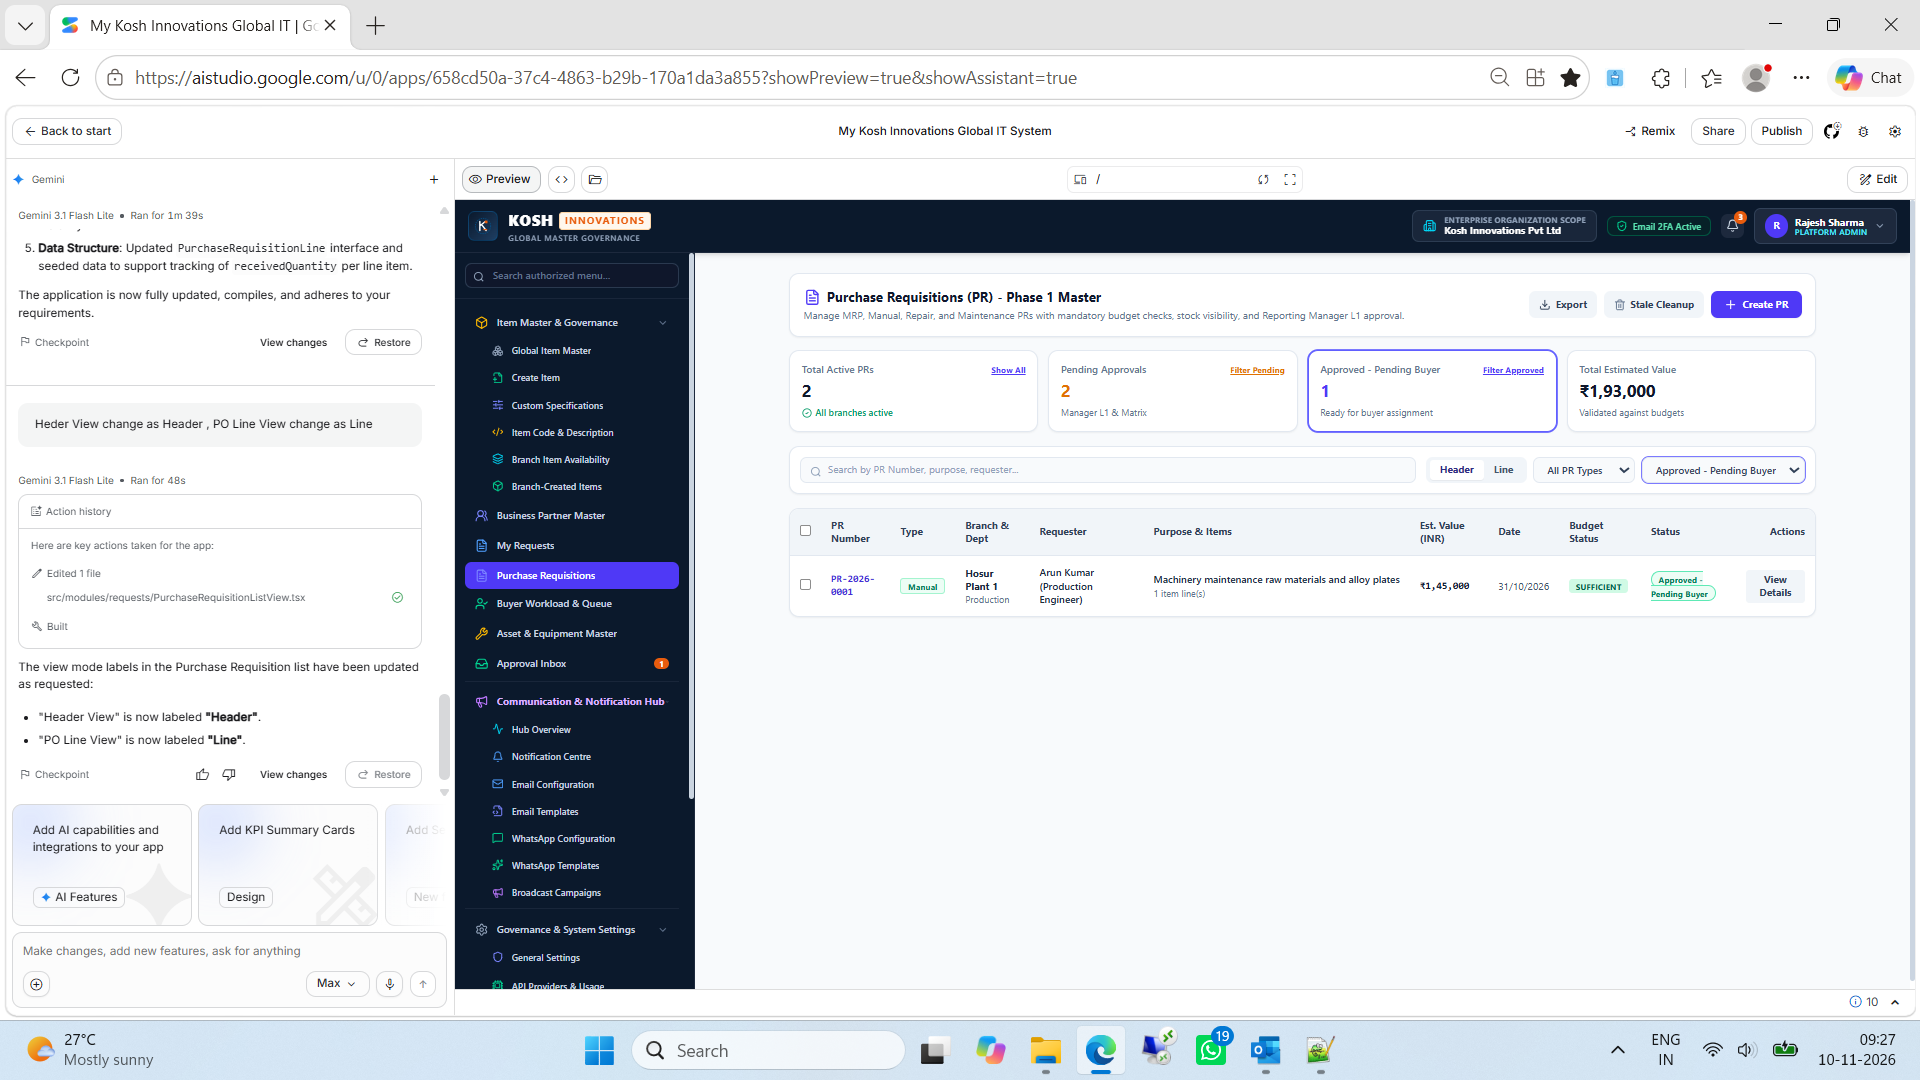 My Kosh Innovations Global IT | Go
https://aistudio.google.com/u/0/apps/658cd50a-37c4-4863-b29b-170a1da3a855?showPreview=true&showAssistant=true
Chat
Back to start
My Kosh Innovations Global IT System
Remix
Share
Publish
Gemini
Gemini 3.1 Flash Lite • Ran for 1m 39s
5. Data Structure: Updated PurchaseRequisitionLine interface and
seeded data to support tracking of receivedQuantity per line item.
The application is now fully updated, compiles, and adheres to your
requirements.
Checkpoint
View changes
Restore
Heder View change as Header , PO Line View change as Line
Gemini 3.1 Flash Lite • Ran for 48s
Action history
Here are key actions taken for the app:
Edited 1 file
src/modules/requests/PurchaseRequisitionListView.tsx
Built
The view mode labels in the Purchase Requisition list have been updated
as requested:
• "Header View" is now labeled "Header".
• "PO Line View" is now labeled "Line".
Checkpoint
View changes
Restore
Add AI capabilities and
integrations to your app
AI Features
Add KPI Summary Cards
Design
Add Se
New
Make changes, add new features, ask for anything
Max
Preview
/
Edit
K
KOSH INNOVATIONS
GLOBAL MASTER GOVERNANCE
ENTERPRISE ORGANIZATION SCOPE
Kosh Innovations Pvt Ltd
Email 2FA Active
3
R
Rajesh Sharma
PLATFORM ADMIN
Search authorized menu...
Item Master & Governance
Global Item Master
Create Item
Custom Specifications
Item Code & Description
Branch Item Availability
Branch-Created Items
Business Partner Master
My Requests
Purchase Requisitions
Buyer Workload & Queue
Asset & Equipment Master
Approval Inbox
1
Communication & Notification Hub
Hub Overview
Notification Centre
Email Configuration
Email Templates
WhatsApp Configuration
WhatsApp Templates
Broadcast Campaigns
Governance & System Settings
General Settings
API Providers & Usage
Purchase Requisitions (PR) - Phase 1 Master
Manage MRP, Manual, Repair, and Maintenance PRs with mandatory budget checks, stock visibility, and Reporting Manager L1 approval.
Export
Stale Cleanup
Create PR
Total Active PRs
Show All
2
All branches active
Pending Approvals
Filter Pending
2
Manager L1 & Matrix
Approved - Pending Buyer
Filter Approved
1
Ready for buyer assignment
Total Estimated Value
₹1,93,000
Validated against budgets
Search by PR Number, purpose, requester...
Header
Line
All PR Types
Approved - Pending Buyer
PR
Number
Type
Branch &
Dept
Requester
Purpose & Items
Est. Value
(INR)
Date
Budget
Status
Status
Actions
PR-2026-
0001
Manual
Hosur
Plant 1
Production
Arun Kumar
(Production
Engineer)
Machinery maintenance raw materials and alloy plates
1 item line(s)
₹1,45,000
31/10/2026
SUFFICIENT
Approved -
Pending Buyer
View
Details
10
27°C
Mostly sunny
Search
19
ENG
IN
09:27
10-11-2026